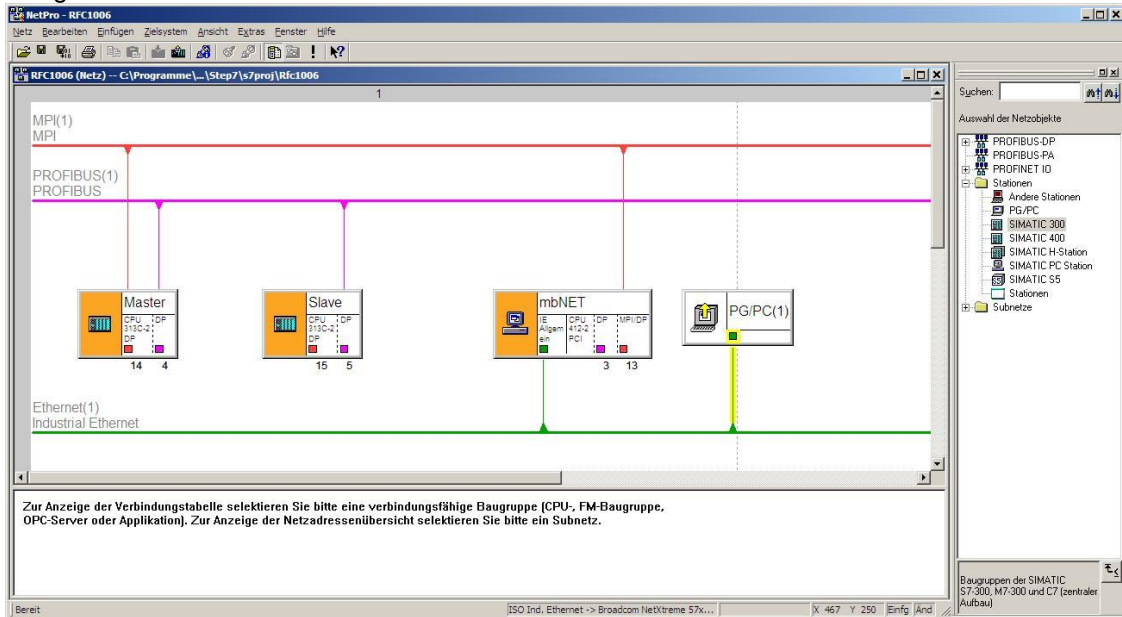 NetPro - RFC1006
Netz Bearbeiten Einfügen Zielsystem Ansicht Extras Fenster Hilfe
RFC1006 (Netz) -- C:\Programme\...\Step7\s7proj\Rfc1006
1
MPI(1)
MPI
PROFIBUS(1)
PROFIBUS
Master
CPU DP
313C-2
DP
14 4
Slave
CPU DP
313C-2
DP
15 5
mbNET
IE CPU DP MPI/DP
Allgem 412-2
ein PCI
3 13
PG/PC(1)
Ethernet(1)
Industrial Ethernet
Zur Anzeige der Verbindungstabelle selektieren Sie bitte eine verbindungsfähige Baugruppe (CPU-, FM-Baugruppe,
OPC-Server oder Applikation). Zur Anzeige der Netzadressenübersicht selektieren Sie bitte ein Subnetz.
Suchen:
Auswahl der Netzobjekte
PROFIBUS-DP
PROFIBUS-PA
PROFINET IO
Stationen
Andere Stationen
PG/PC
SIMATIC 300
SIMATIC 400
SIMATIC H-Station
SIMATIC PC Station
SIMATIC S5
Stationen
Subnetze
Baugruppen der SIMATIC
S7-300, M7-300 und C7 (zentraler
Aufbau)
Bereit
ISO Ind. Ethernet -> Broadcom NetXtreme 57x...
X 467 Y 250
Einfg
Änd